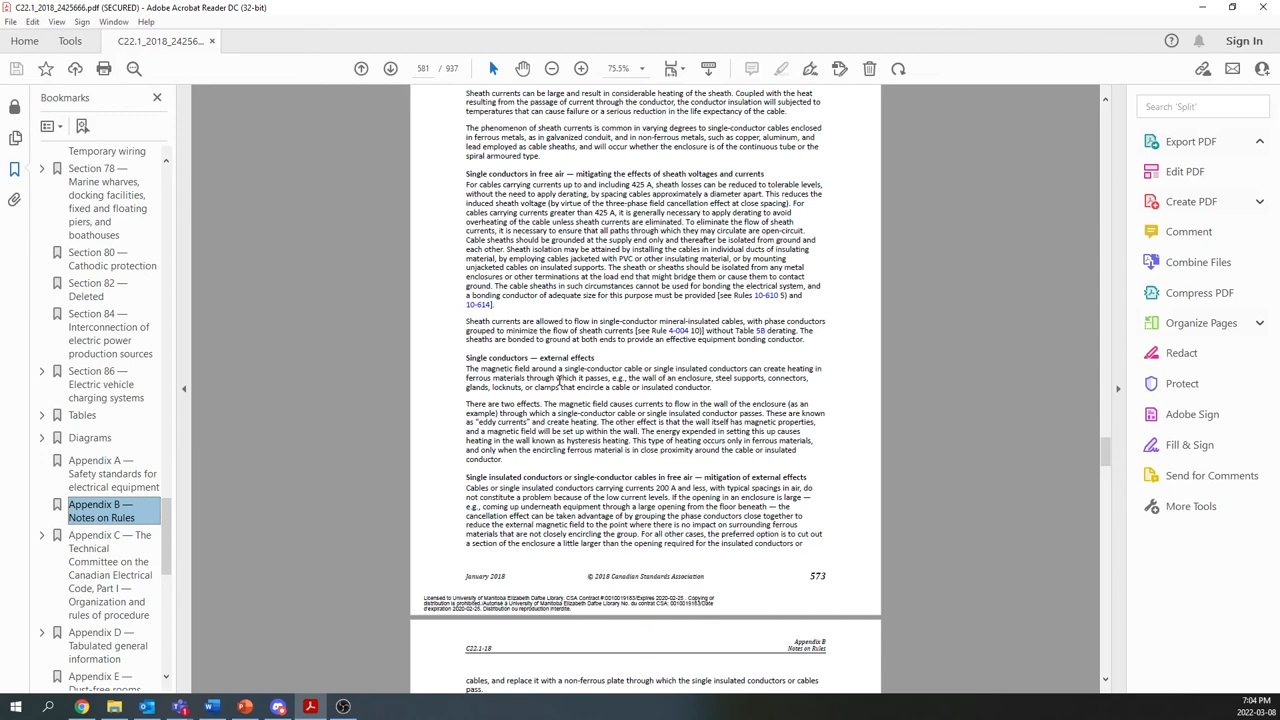 C22.1_2018_2425666.pdf (SECURED) - Adobe Acrobat Reader DC (32-bit)
File Edit View Sign Window Help
Home Tools C22.1_2018_24256... × Sign In
581 / 937 75.5%
Bookmarks
Temporary wiring
Section 78 —
Marine wharves,
docking facilities,
fixed and floating
piers, and
boathouses
Section 80 —
Cathodic protection
Section 82 —
Deleted
Section 84 —
Interconnection of
electric power
production sources
Section 86 —
Electric vehicle
charging systems
Tables
Diagrams
Appendix A —
Safety standards for
electrical equipment
Appendix B —
Notes on Rules
Appendix C — The
Technical
Committee on the
Canadian Electrical
Code, Part I —
Organization and
rules of procedure
Appendix D —
Tabulated general
information
Appendix E —
Dust-free rooms
Sheath currents can be large and result in considerable heating of the sheath. Coupled with the heat
resulting from the passage of current through the conductor, the conductor insulation will subjected to
temperatures that can cause failure or a serious reduction in the life expectancy of the cable.
The phenomenon of sheath currents is common in varying degrees to single-conductor cables enclosed
in ferrous metals, as in galvanized conduit, and in non-ferrous metals, such as copper, aluminum, and
lead employed as cable sheaths, and will occur whether the enclosure is of the continuous tube or the
spiral armoured type.
Single conductors in free air — mitigating the effects of sheath voltages and currents
For cables carrying currents up to and including 425 A, sheath losses can be reduced to tolerable levels,
without the need to apply derating, by spacing cables approximately a diameter apart. This reduces the
induced sheath voltage (by virtue of the three-phase field cancellation effect at close spacing). For
cables carrying currents greater than 425 A, it is generally necessary to apply derating to avoid
overheating of the cable unless sheath currents are eliminated. To eliminate the flow of sheath
currents, it is necessary to ensure that all paths through which they may circulate are open-circuit.
Cable sheaths should be grounded at the supply end only and thereafter be isolated from ground and
each other. Sheath isolation may be attained by installing the cables in individual ducts of insulating
material, by employing cables jacketed with PVC or other insulating material, or by mounting
unjacketed cables on insulated supports. The sheath or sheaths should be isolated from any metal
enclosures or other terminations at the load end that might bridge them or cause them to contact
ground. The cable sheaths in such circumstances cannot be used for bonding the electrical system, and
a bonding conductor of adequate size for this purpose must be provided [see Rules 10-610 5) and
10-614].
Sheath currents are allowed to flow in single-conductor mineral-insulated cables, with phase conductors
grouped to minimize the flow of sheath currents [see Rule 4-004 10)] without Table 5B derating. The
sheaths are bonded to ground at both ends to provide an effective equipment bonding conductor.
Single conductors — external effects
The magnetic field around a single-conductor cable or single insulated conductors can create heating in
ferrous materials through which it passes, e.g., the wall of an enclosure, steel supports, connectors,
glands, locknuts, or clamps that encircle a cable or insulated conductor.
There are two effects. The magnetic field causes currents to flow in the wall of the enclosure (as an
example) through which a single-conductor cable or single insulated conductor passes. These are known
as "eddy currents" and create heating. The other effect is that the wall itself has magnetic properties,
and a magnetic field will be set up within the wall. The energy expended in setting this up causes
heating in the wall known as hysteresis heating. This type of heating occurs only in ferrous materials,
and only when the encircling ferrous material is in close proximity around the cable or insulated
conductor.
Single insulated conductors or single-conductor cables in free air — mitigation of external effects
Cables or single insulated conductors carrying currents 200 A and less, with typical spacings in air, do
not constitute a problem because of the low current levels. If the opening in an enclosure is large —
e.g., coming up underneath equipment through a large opening from the floor beneath — the
cancellation effect can be taken advantage of by grouping the phase conductors close together to
reduce the external magnetic field to the point where there is no impact on surrounding ferrous
materials that are not closely encircling the group. For all other cases, the preferred option is to cut out
a section of the enclosure a little larger than the opening required for the insulated conductors or
January 2018 © 2018 Canadian Standards Association 573
Licensed to University of Manitoba Elizabeth Dafoe Library. CSA Contract # 0010019183/Expires 2020-02-25 . Copying or
distribution is prohibited./Autorisé à University of Manitoba Elizabeth Dafoe Library No. du contrat CSA: 0010019183/Date
d'expiration 2020-02-25. Distribution ou reproduction interdite.
Appendix B
C22.1-18 Notes on Rules
cables, and replace it with a non-ferrous plate through which the single insulated conductors or cables
pass.
Search 'Split'
Export PDF
Edit PDF
Create PDF
Comment
Combine Files
Compress PDF
Organize Pages
Redact
Protect
Adobe Sign
Fill & Sign
Send for Comments
More Tools
7:04 PM
2022-03-08